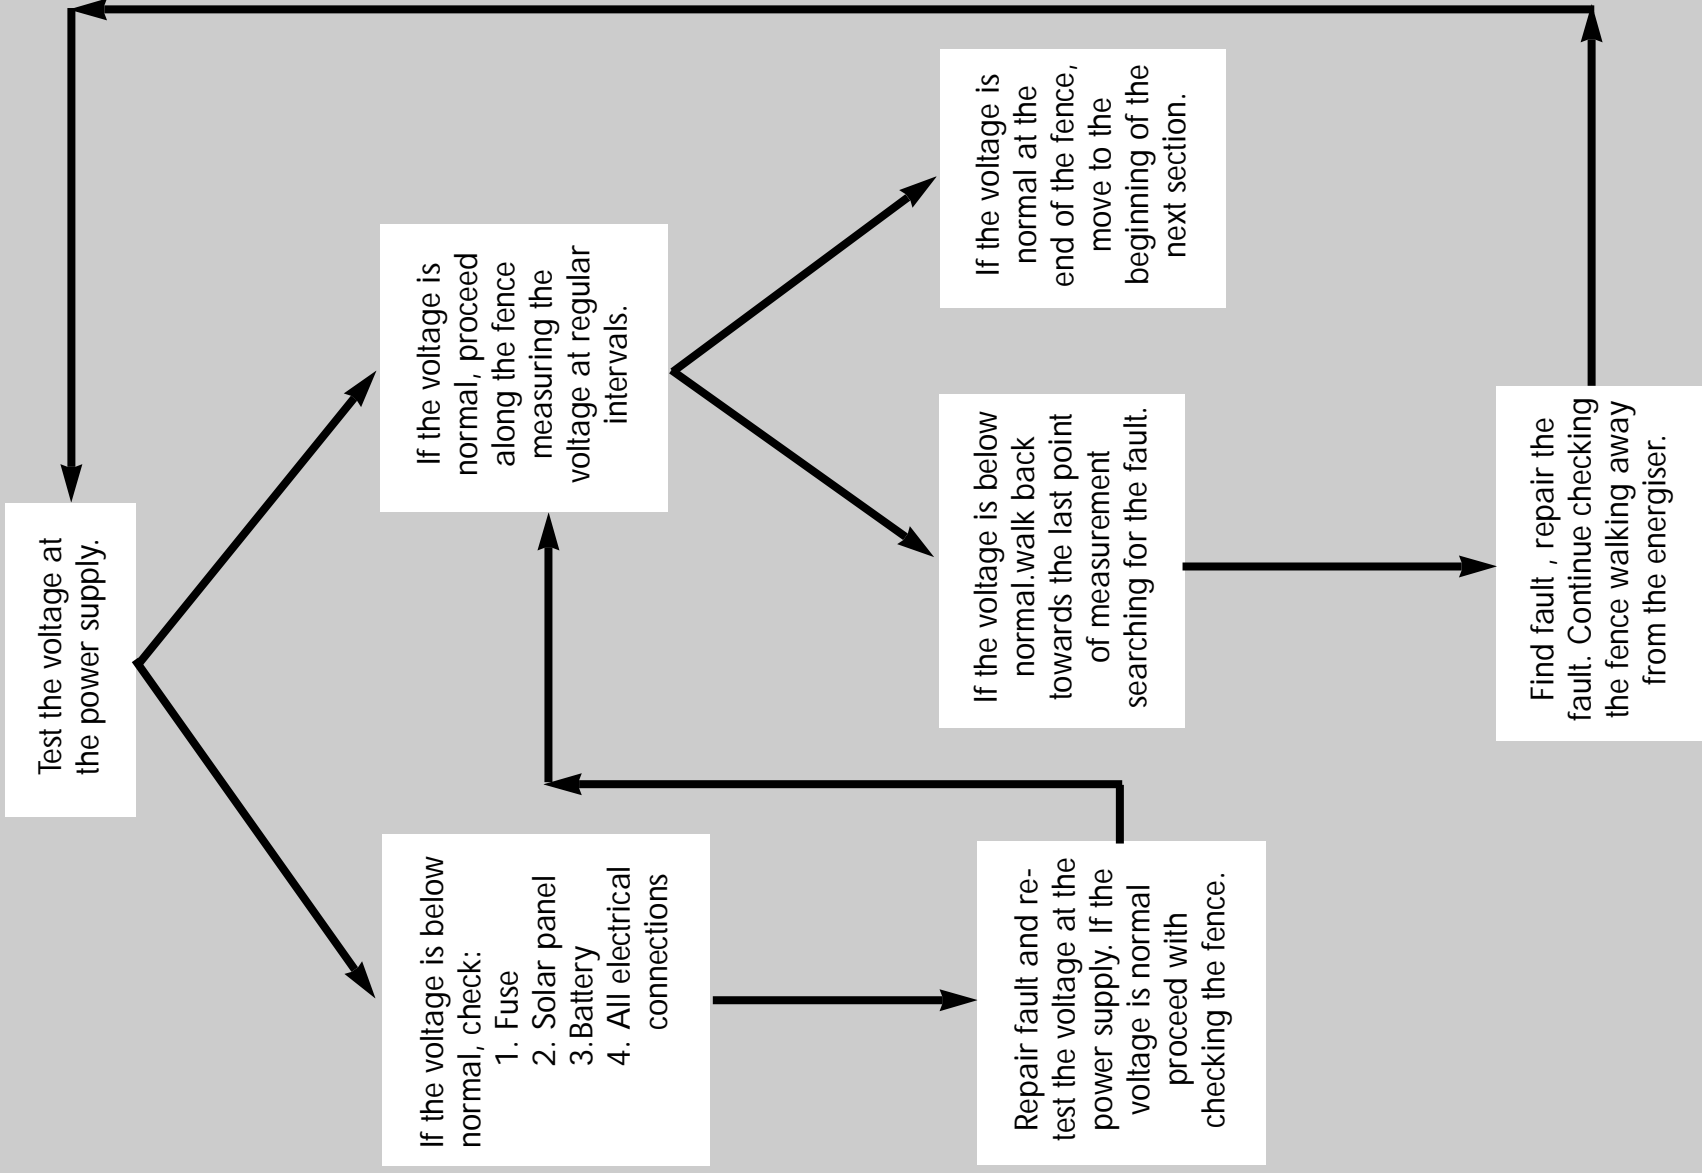 Test the voltage at
the power supply.
If the voltage is below
normal, check:
1. Fuse
2. Solar panel
3.Battery
4. All electrical
connections
If the voltage is
normal, proceed
along the fence
measuring the
voltage at regular
intervals.
Repair fault and re-
test the voltage at the
power supply. If the
voltage is normal
proceed with
checking the fence.
If the voltage is below
normal.walk back
towards the last point
of measurement
searching for the fault.
If the voltage is
normal at the
end of the fence,
move to the
beginning of the
next section.
Find fault , repair the
fault. Continue checking
the fence walking away
from the energiser.